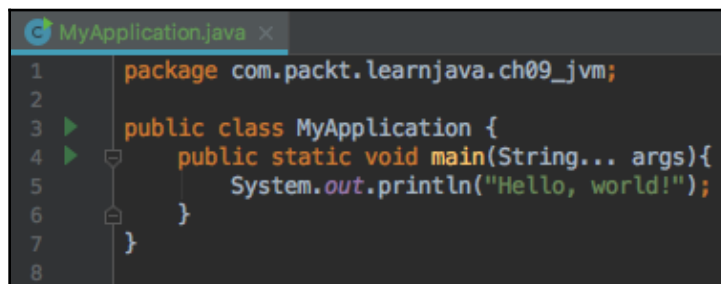 MyApplication.java
1 package com.packt.learnjava.ch09_jvm;
2
3 public class MyApplication {
4     public static void main(String... args){
5         System.out.println("Hello, world!");
6     }
7 }
8